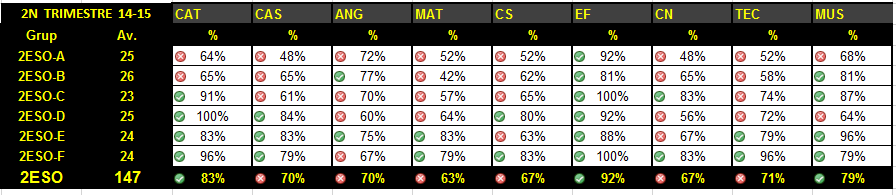 2N TRIMESTRE 14-15 CAT CAS ANG MAT CS EF CN TEC MUS
Grup Av. % % % % % % % % %
2ESO-A 25 64% 48% 72% 52% 52% 92% 48% 52% 68%
2ESO-B 26 65% 65% 77% 42% 62% 81% 65% 58% 81%
2ESO-C 23 91% 61% 70% 57% 65% 100% 83% 74% 87%
2ESO-D 25 100% 84% 60% 64% 80% 92% 56% 72% 64%
2ESO-E 24 83% 83% 75% 83% 63% 88% 67% 79% 96%
2ESO-F 24 96% 79% 67% 79% 83% 100% 83% 96% 79%
2ESO 147 83% 70% 70% 63% 67% 92% 67% 71% 79%